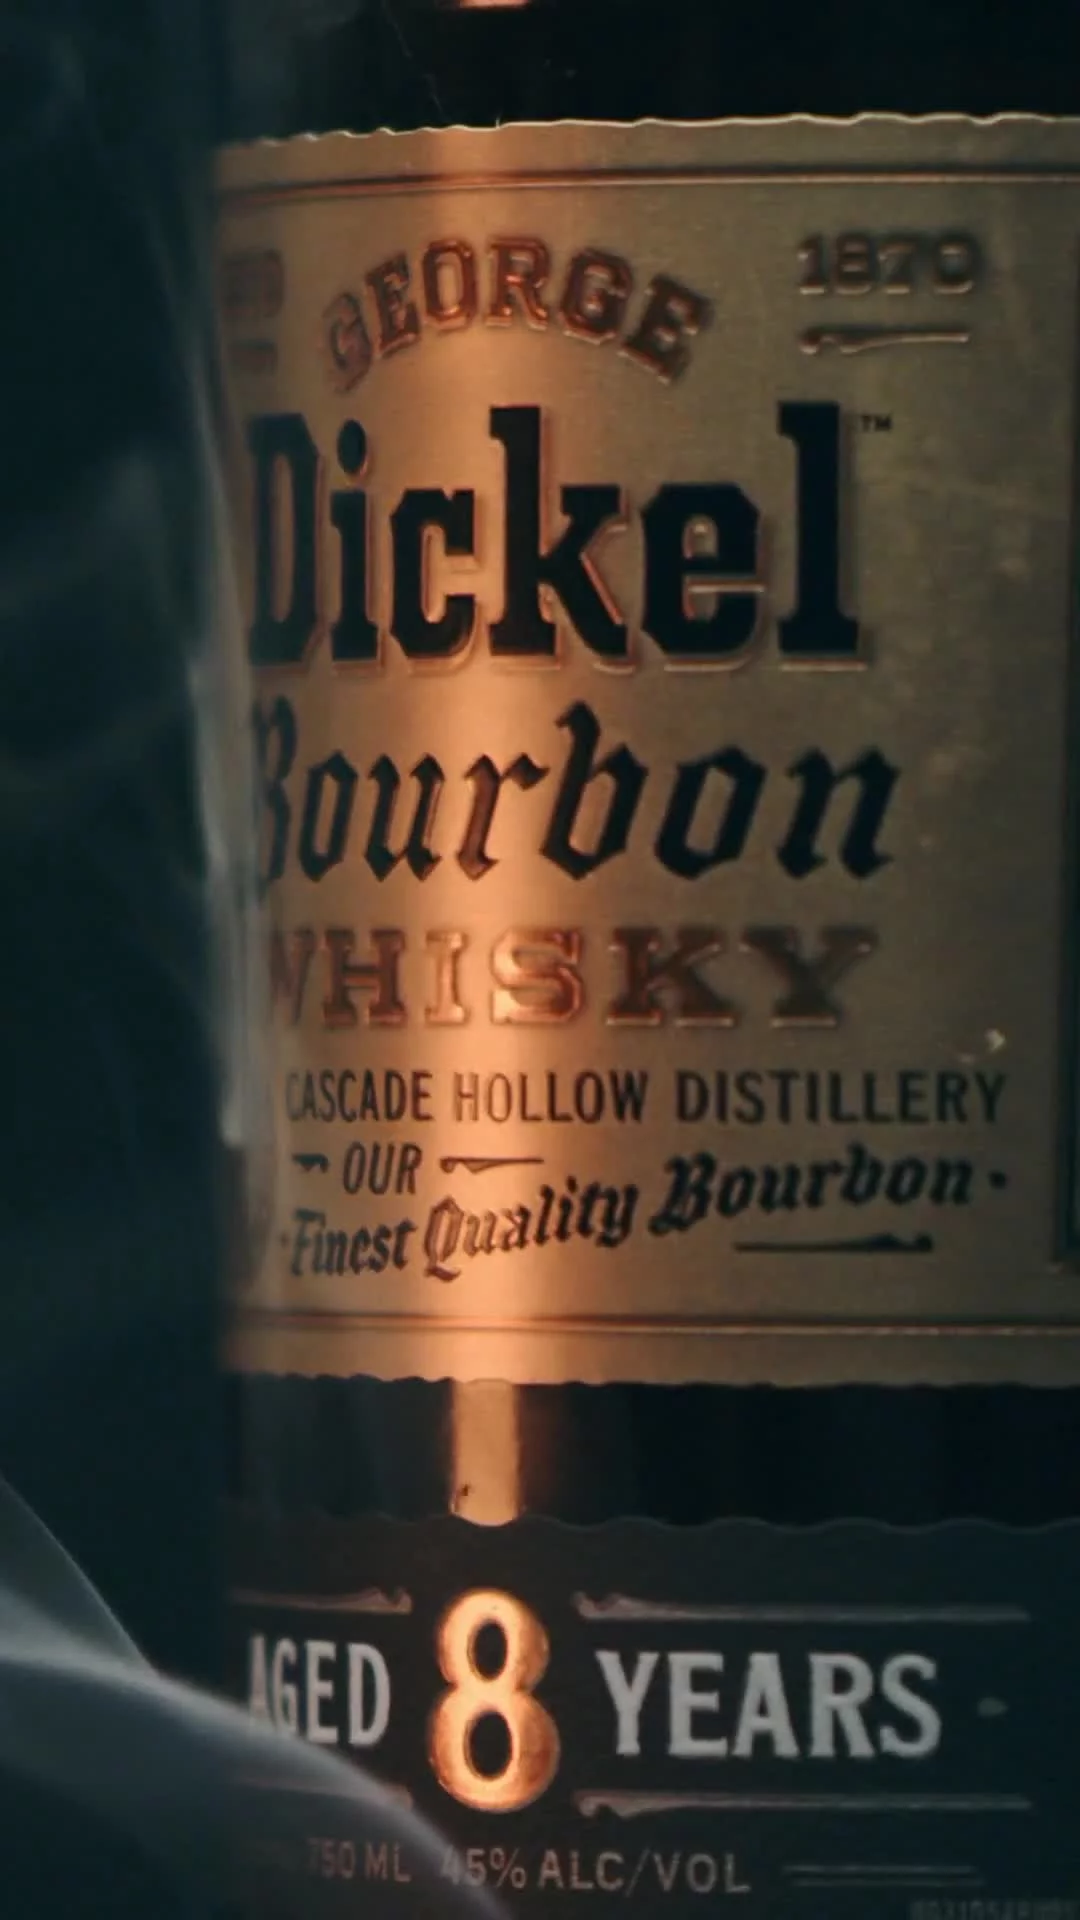 GEORGE
1870
Dickel™
Bourbon
WHISKY
CASCADE HOLLOW DISTILLERY
OUR
Finest Quality Bourbon
AGED 8 YEARS
750 ML 45% ALC/VOL